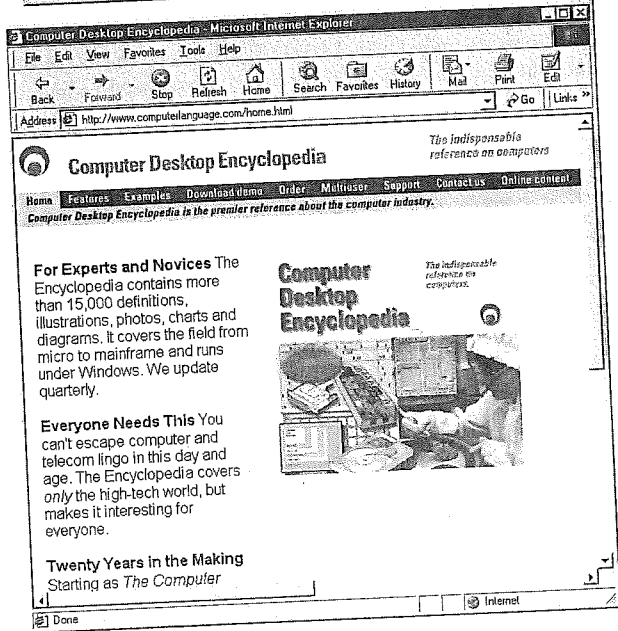 Computer Desktop Encyclopedia - Microsoft Internet Explorer
File Edit View Favorites Tools Help
Back Forward Stop Refresh Home Search Favorites History Mail Print Edit
Address http://www.computerlanguage.com/home.html Go Links »
Computer Desktop Encyclopedia
The indispensable
reference on computers
Home Features Examples Download demo Order Multiuser Support Contact us Online content
Computer Desktop Encyclopedia is the premier reference about the computer industry.
For Experts and Novices The
Encyclopedia contains more
than 15,000 definitions,
illustrations, photos, charts and
diagrams. It covers the field from
micro to mainframe and runs
under Windows. We update
quarterly.
Everyone Needs This You
can't escape computer and
telecom lingo in this day and
age. The Encyclopedia covers
only the high-tech world, but
makes it interesting for
everyone.
Twenty Years in the Making
Starting as The Computer
Computer
Desktop
Encyclopedia
The indispensable
reference on
computers.
Done Internet